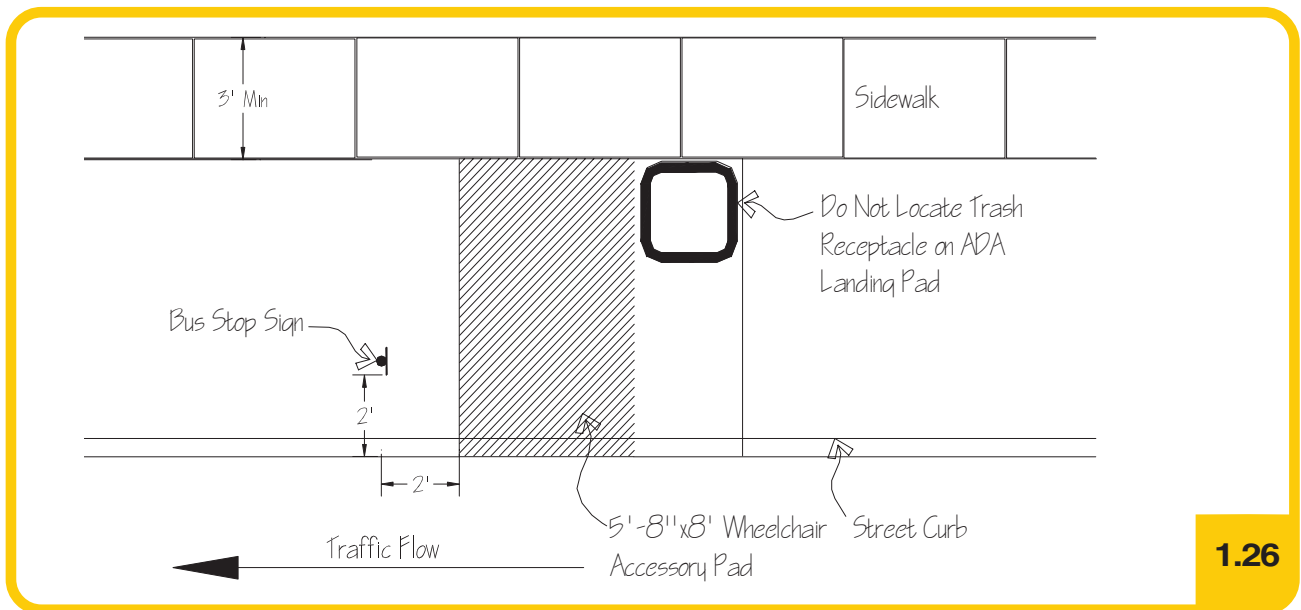 3' Min
Sidewalk
Do Not Locate Trash
Receptacle on ADA
Landing Pad
Bus Stop Sign
2'
2'
5'-8"x8' Wheelchair
Accessory Pad
Street Curb
Traffic Flow
1.26